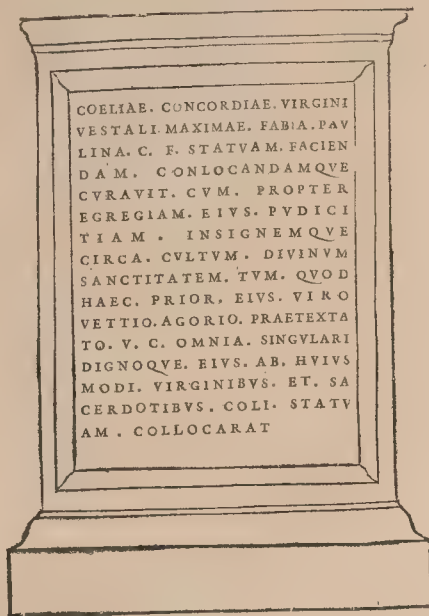 COELIAE. CONCORDIAE. VIRGINI
VESTALI. MAXIMAE. FABIA. PAV
LINA. C. F. STATVAM. FACIEN
DAM. CONLOCANDAMQVE
CVRAVIT. CVM. PROPTER
EGREGIAM. EIVS. PVDICI
TIAM. INSIGNEMQVE
CIRCA. CVLTVM. DIVINVM
SANCTITATEM. TVM. QVOD
HAEC. PRIOR. EIVS. VIRO
VETTIO. AGORIO. PRAETEXTA
TO. V. C. OMNIA. SINGVLARI
DIGNOQVE. EIVS. AB. HVIVS
MODI. VIRGINIBVS. ET. SA
CERDOTIBVS. COLI. STATV
AM. COLLOCARAT